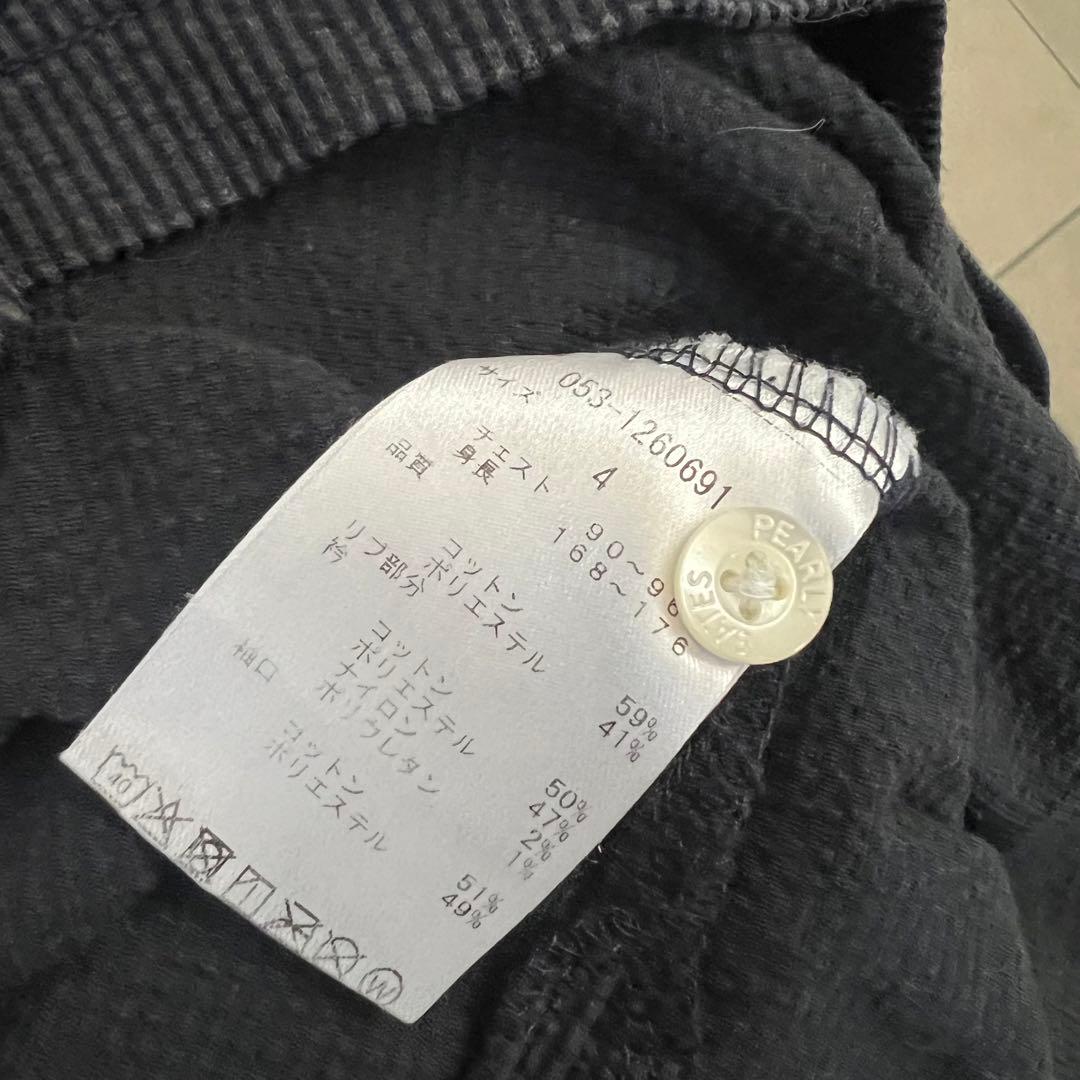 053-1260691
サイズ 4
チェスト 90～96
身長 168～176
品質
コットン 59%
ポリエステル 41%
リブ部分
衿
コットン 50%
ポリエステル 47%
ナイロン 2%
ポリウレタン 1%
袖口
コットン 51%
ポリエステル 49%
40
W
PEARLY GATES